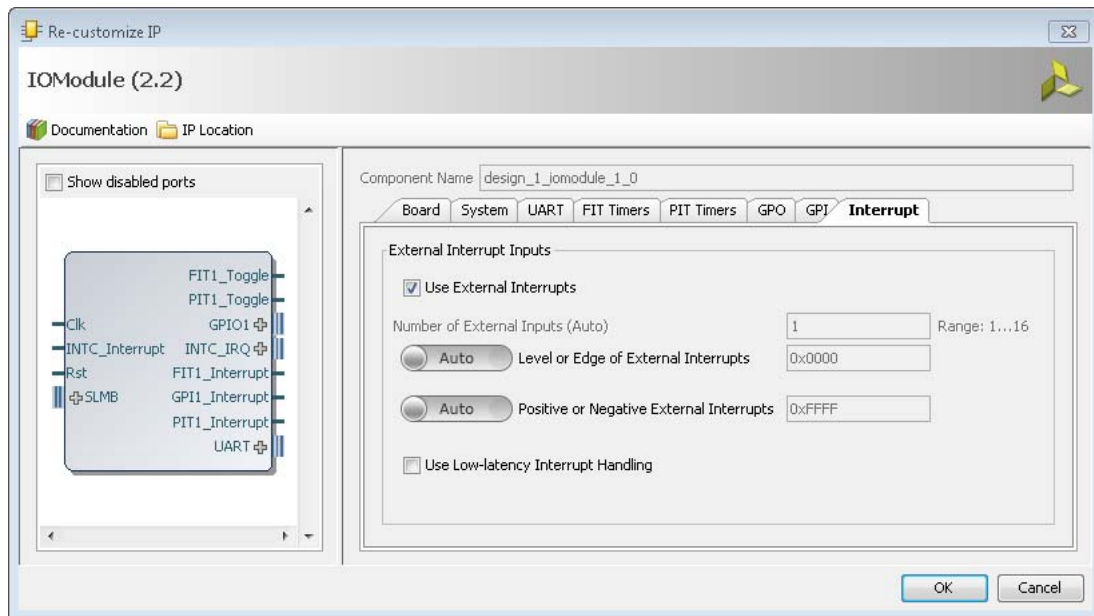 Re-customize IP
IOModule (2.2)
Documentation IP Location
Show disabled ports
FIT1_Toggle
PIT1_Toggle
Clk GPIO1
INTC_Interrupt INTC_IRQ
Rst FIT1_Interrupt
SLMB GPI1_Interrupt
PIT1_Interrupt
UART
Component Name design_1_iomodule_1_0
Board System UART FIT Timers PIT Timers GPO GPI Interrupt
External Interrupt Inputs
Use External Interrupts
Number of External Inputs (Auto) 1 Range: 1...16
Auto Level or Edge of External Interrupts 0x0000
Auto Positive or Negative External Interrupts 0xFFFF
Use Low-latency Interrupt Handling
OK Cancel